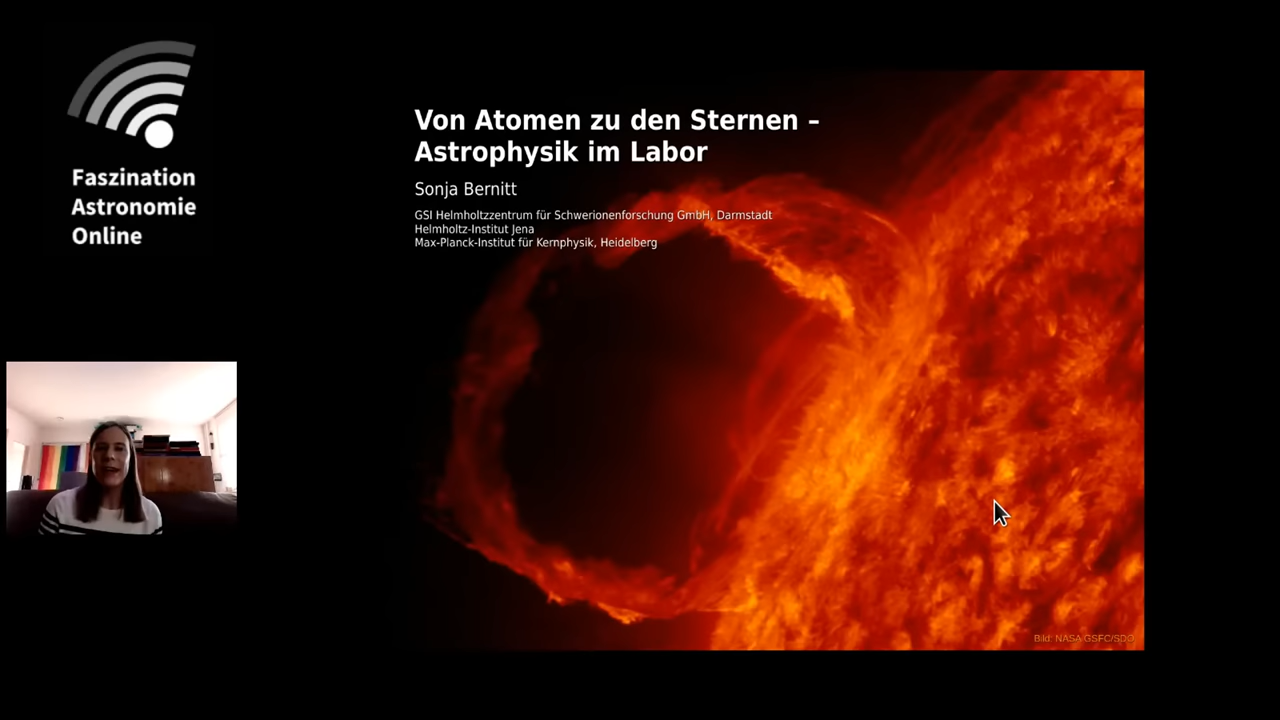 Faszination
Astronomie
Online
Von Atomen zu den Sternen –
Astrophysik im Labor
Sonja Bernitt
GSI Helmholtzzentrum für Schwerionenforschung GmbH, Darmstadt
Helmholtz-Institut Jena
Max-Planck-Institut für Kernphysik, Heidelberg
Bild: NASA GSFC/SDO